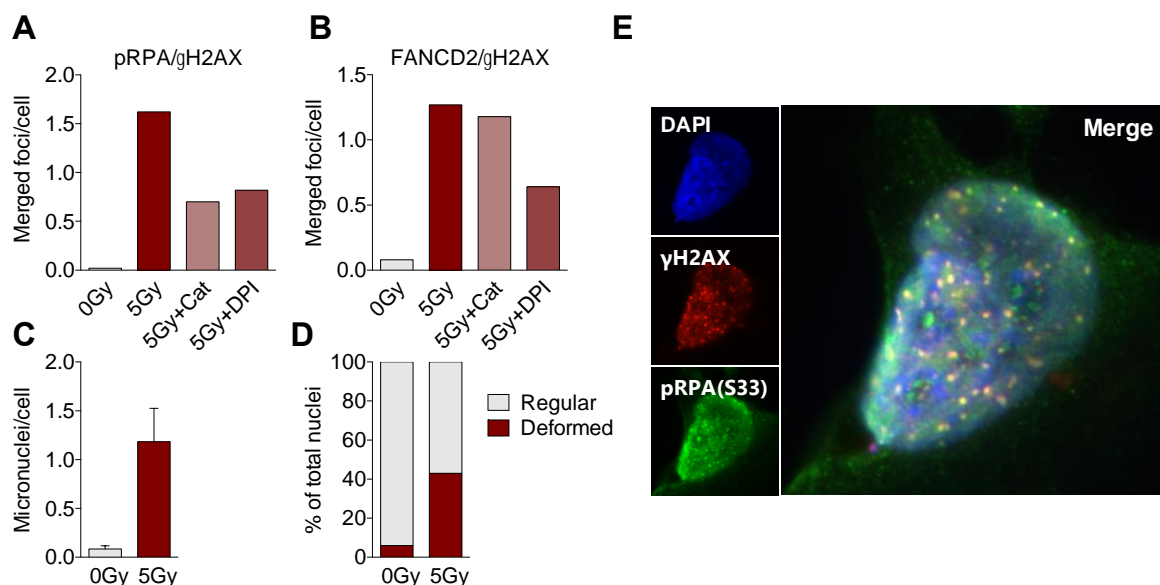 A
pRPA/gH2AX
Merged foci/cell
2.0
1.5
1.0
0.5
0.0
0Gy
5Gy
5Gy+Cat
5Gy+DPI
B
FANCD2/gH2AX
Merged foci/cell
1.5
1.0
0.5
0.0
0Gy
5Gy
5Gy+Cat
5Gy+DPI
C
Micronuclei/cell
2.0
1.5
1.0
0.5
0.0
0Gy 5Gy
D
% of total nuclei
100
80
60
40
20
0
0Gy 5Gy
Regular
Deformed
E
DAPI
γH2AX
pRPA(S33)
Merge